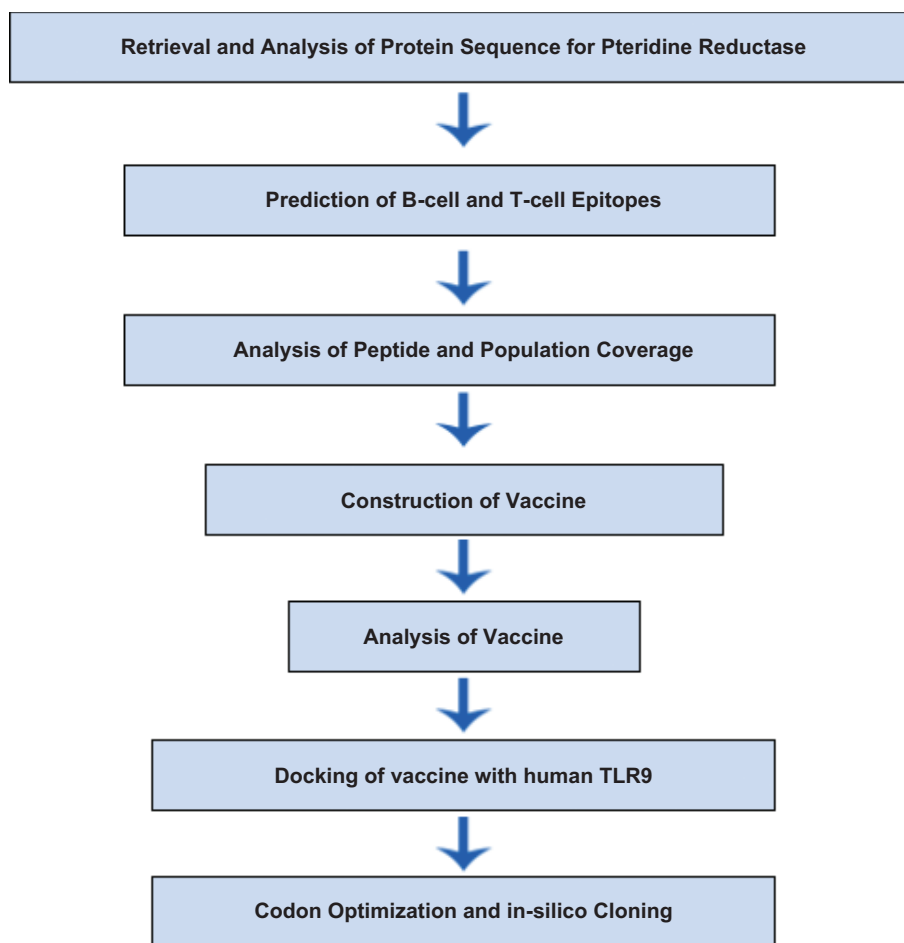 Retrieval and Analysis of Protein Sequence for Pteridine Reductase
Prediction of B-cell and T-cell Epitopes
Analysis of Peptide and Population Coverage
Construction of Vaccine
Analysis of Vaccine
Docking of vaccine with human TLR9
Codon Optimization and in-silico Cloning